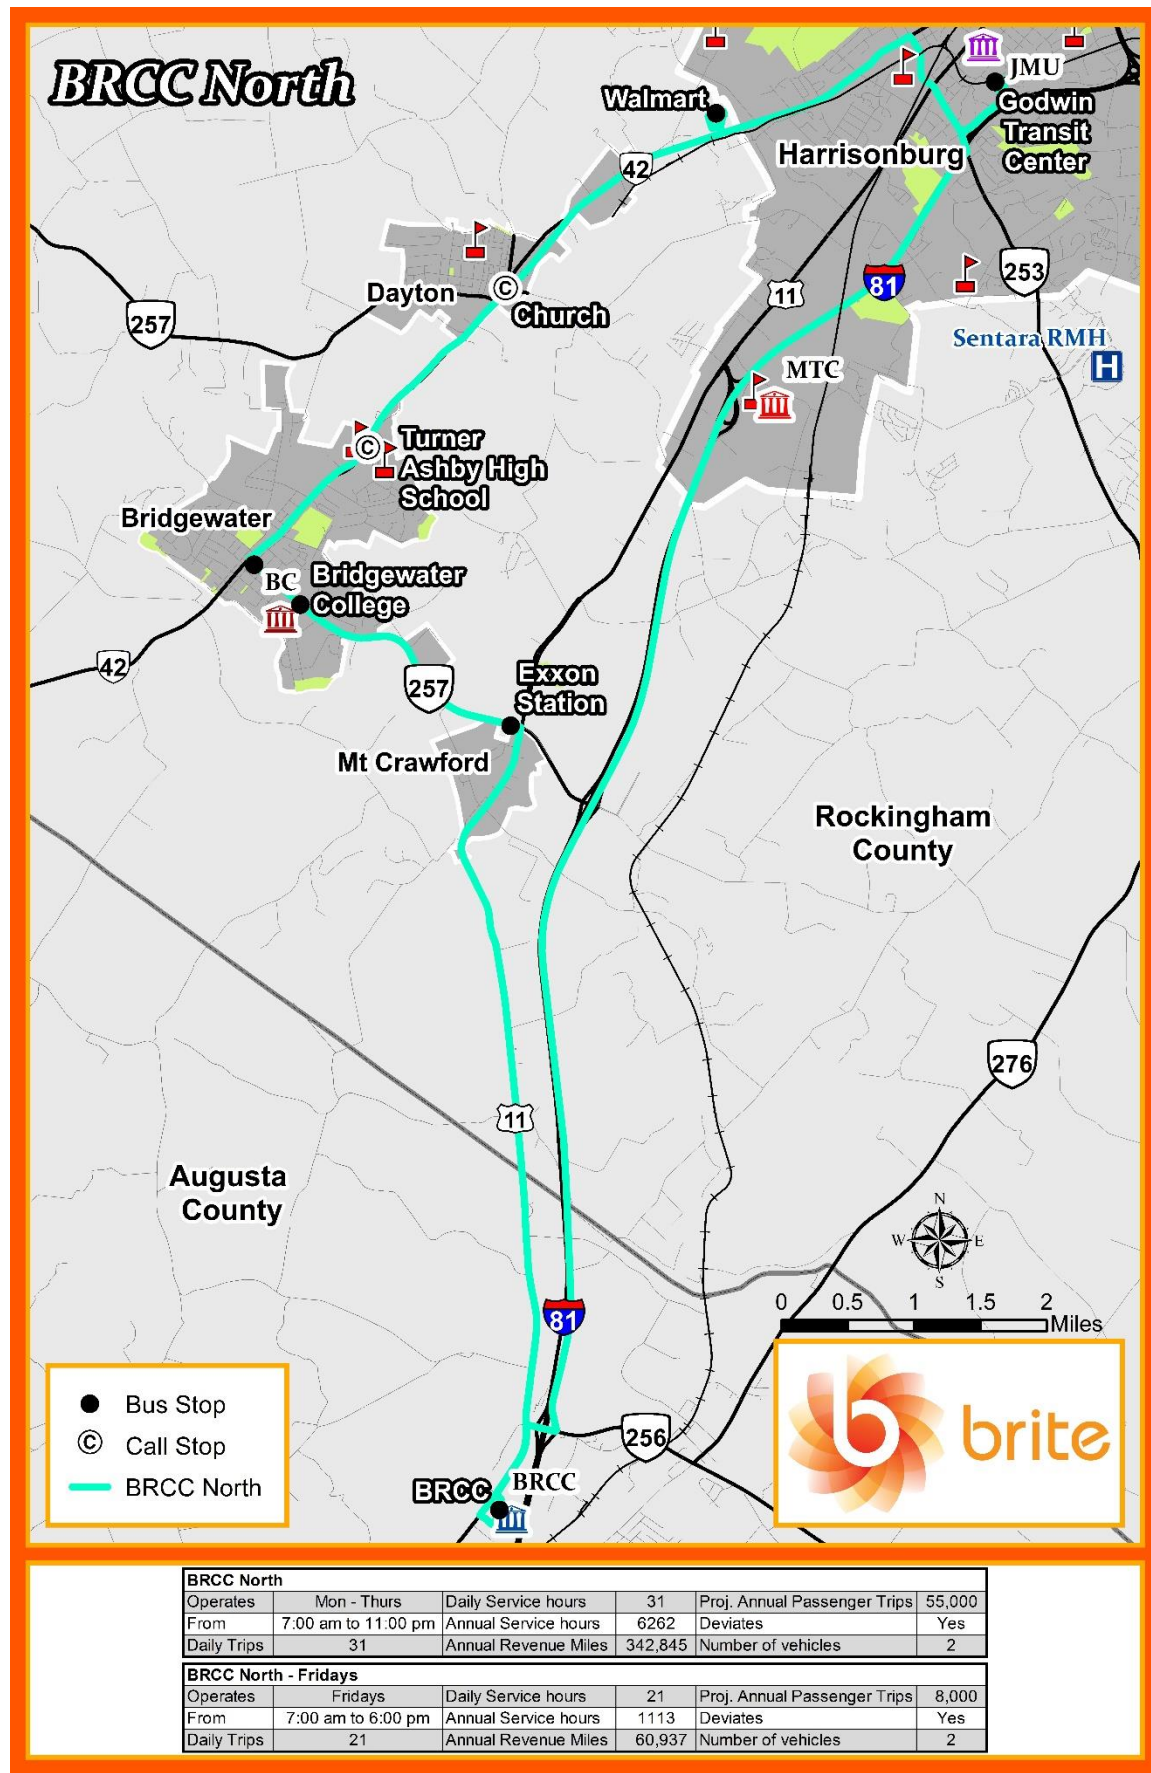 BRCC North
JMU
Walmart
Godwin
Transit
Center
Harrisonburg
42
253
11
81
Dayton
257
Church
Sentara RMH
H
MTC
C
C
Turner
Ashby High
School
Bridgewater
BC
Bridgewater
College
42
257
Exxon
Station
Mt Crawford
Rockingham
County
276
11
Augusta
County
N
W
E
S
0 0.5 1 1.5 2
Miles
81
256
BRCC
BRCC
Bus Stop
C Call Stop
BRCC North
b brite
BRCC North
Operates Mon - Thurs Daily Service hours 31 Proj. Annual Passenger Trips 55,000
From 7:00 am to 11:00 pm Annual Service hours 6262 Deviates Yes
Daily Trips 31 Annual Revenue Miles 342,845 Number of vehicles 2
BRCC North - Fridays
Operates Fridays Daily Service hours 21 Proj. Annual Passenger Trips 8,000
From 7:00 am to 6:00 pm Annual Service hours 1113 Deviates Yes
Daily Trips 21 Annual Revenue Miles 60,937 Number of vehicles 2